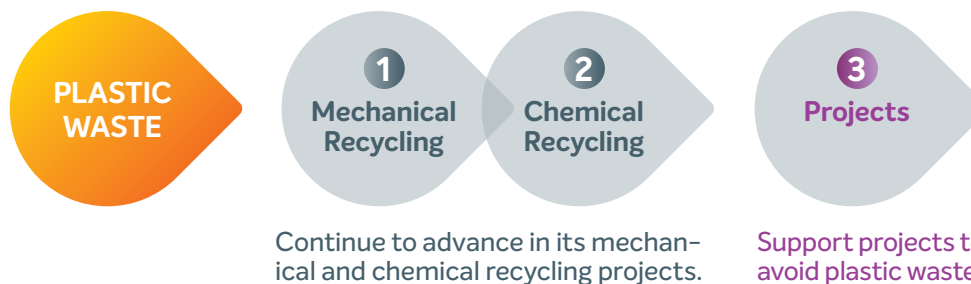 PLASTIC
WASTE
1
Mechanical
Recycling
2
Chemical
Recycling
3
Projects
Continue to advance in its mechan-
ical and chemical recycling projects.
Support projects t
avoid plastic waste